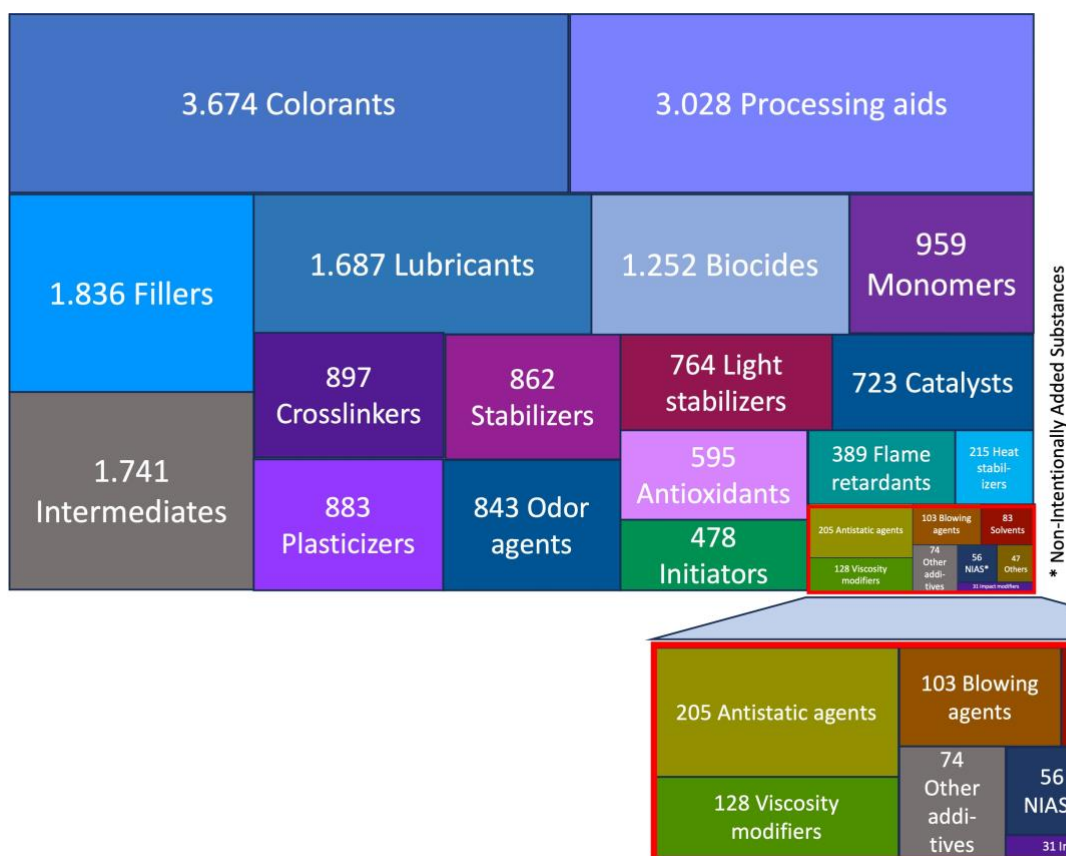 3.674 Colorants
3.028 Processing aids
1.836 Fillers
1.687 Lubricants
1.252 Biocides
959
Monomers
897
Crosslinkers
862
Stabilizers
764 Light
stabilizers
723 Catalysts
1.741
Intermediates
883
Plasticizers
843 Odor
agents
595
Antioxidants
389 Flame
retardants
215 Heat
stabil-
izers
478
Initiators
205 Antistatic agents
103 Blowing
agents
83
Solvents
128 Viscosity
modifiers
74
Other
addi-
tives
56
NIAS*
47
Others
31 Impact modifiers
* Non-Intentionally Added Substances
205 Antistatic agents
103 Blowing
agents
128 Viscosity
modifiers
74
Other
addi-
tives
56
NIAS
31